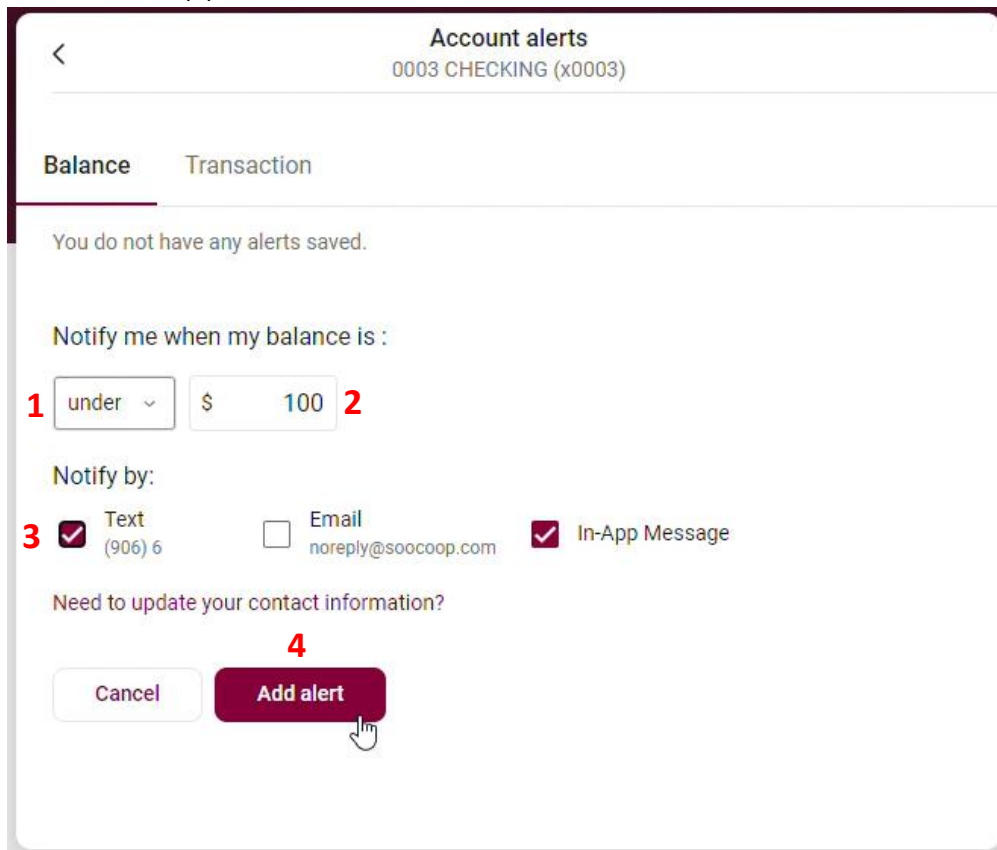 Account alerts
0003 CHECKING (x0003)
Balance Transaction
You do not have any alerts saved.
Notify me when my balance is :
1 under $ 100 2
Notify by:
3 Text Email In-App Message
(906) 6 noreply@soocoop.com
Need to update your contact information?
4
Cancel Add alert